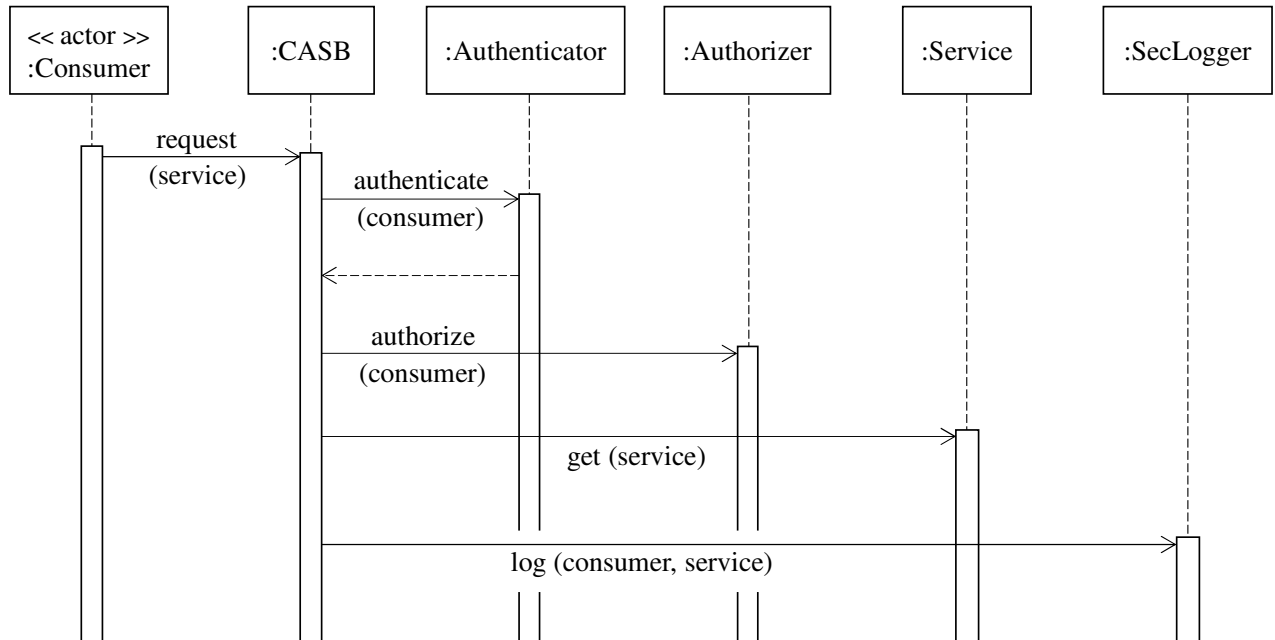 << actor >>
:Consumer
:CASB
:Authenticator
:Authorizer
:Service
:SecLogger
request
(service)
authenticate
(consumer)
authorize
(consumer)
get (service)
log (consumer, service)